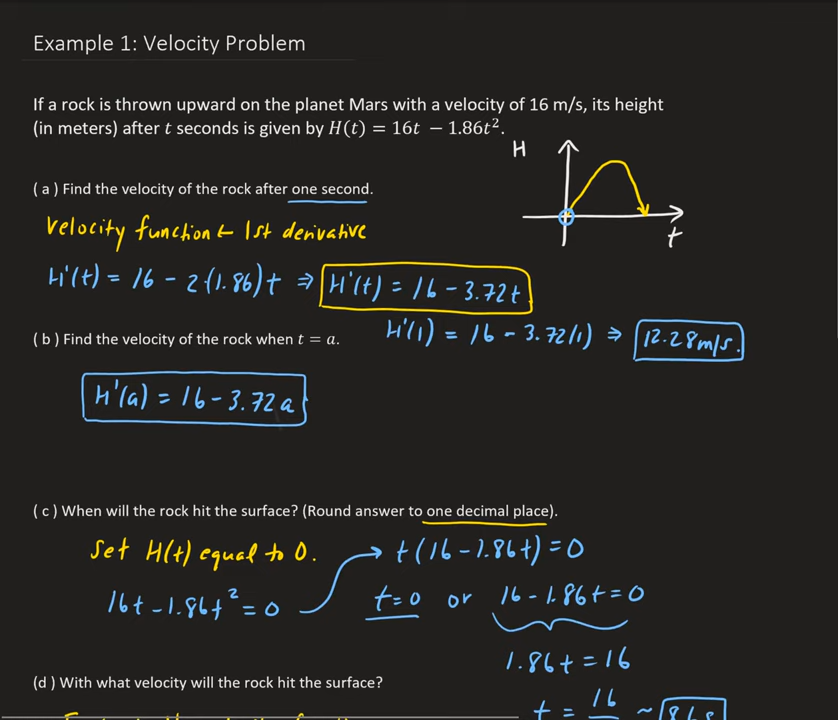 Example 1: Velocity Problem
If a rock is thrown upward on the planet Mars with a velocity of 16 m/s, its height
(in meters) after t seconds is given by H(t) = 16t − 1.86t².
H
t
( a ) Find the velocity of the rock after one second.
Velocity function ← 1st derivative
H'(t) = 16 - 2(1.86)t ⇒ H'(t) = 16 - 3.72t
( b ) Find the velocity of the rock when t = a.
H'(1) = 16 - 3.72(1) ⇒ 12.28m/s.
H'(a) = 16 - 3.72a
( c ) When will the rock hit the surface? (Round answer to one decimal place).
Set H(t) equal to 0.
t(16 - 1.86t) = 0
16t - 1.86t² = 0
t = 0 or 16 - 1.86t = 0
1.86t = 16
(d ) With what velocity will the rock hit the surface?
t = 16 ~ 8.6s